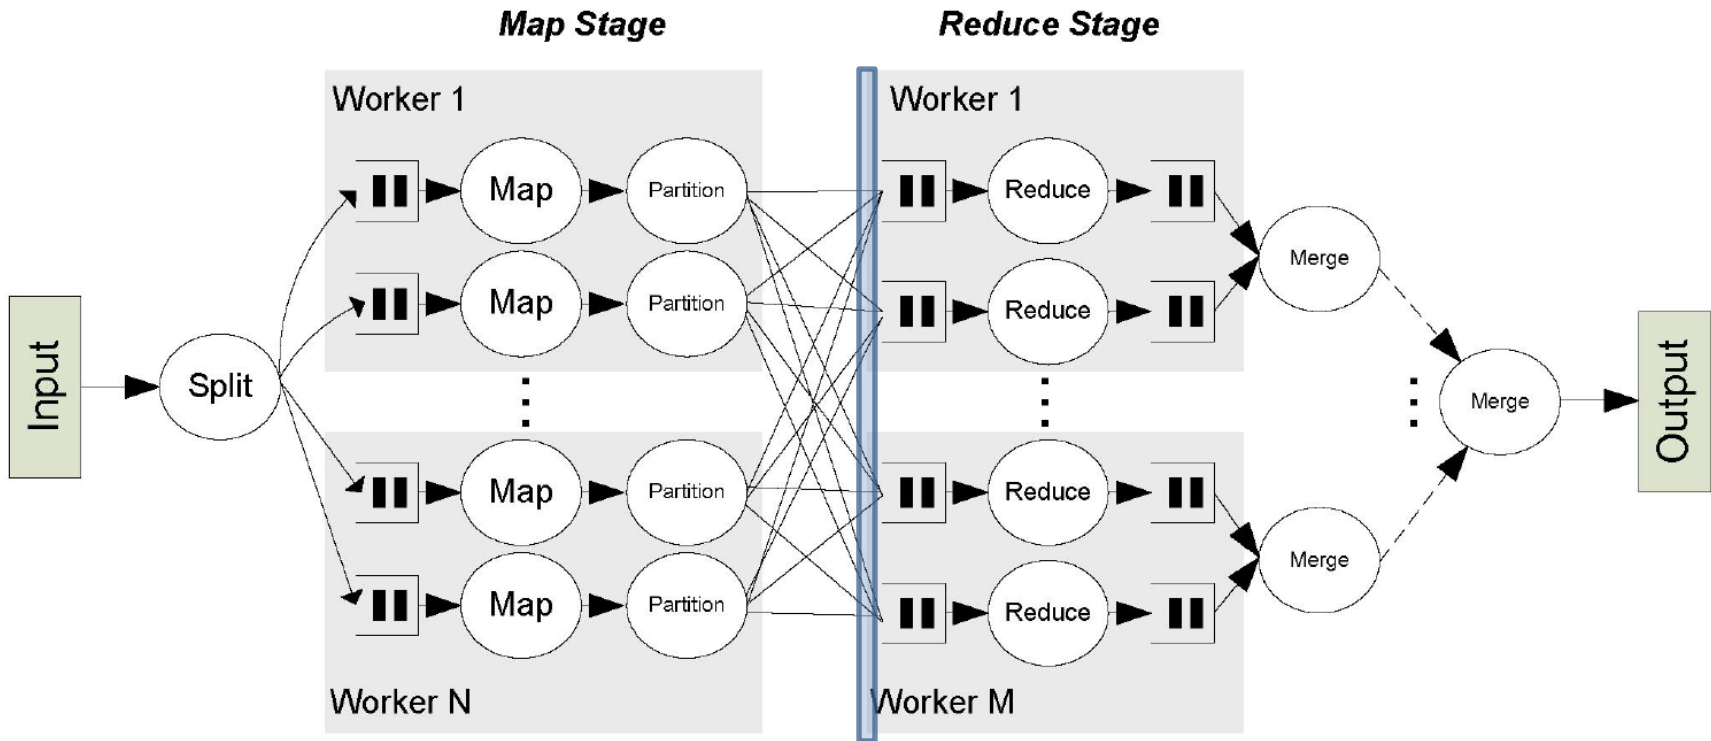 Map Stage
Reduce Stage
Worker 1
Worker 1
Map
Partition
Reduce
Map
Partition
Reduce
Merge
Input
Split
Merge
Output
Map
Partition
Reduce
Map
Partition
Reduce
Merge
Worker N
Worker M